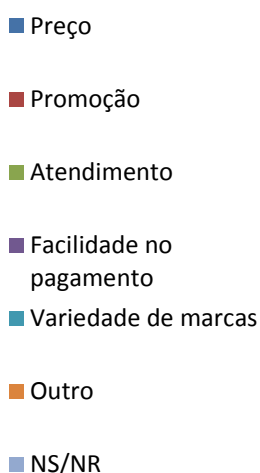 Preço
Promoção
Atendimento
Facilidade no
pagamento
Variedade de marcas
Outro
NS/NR